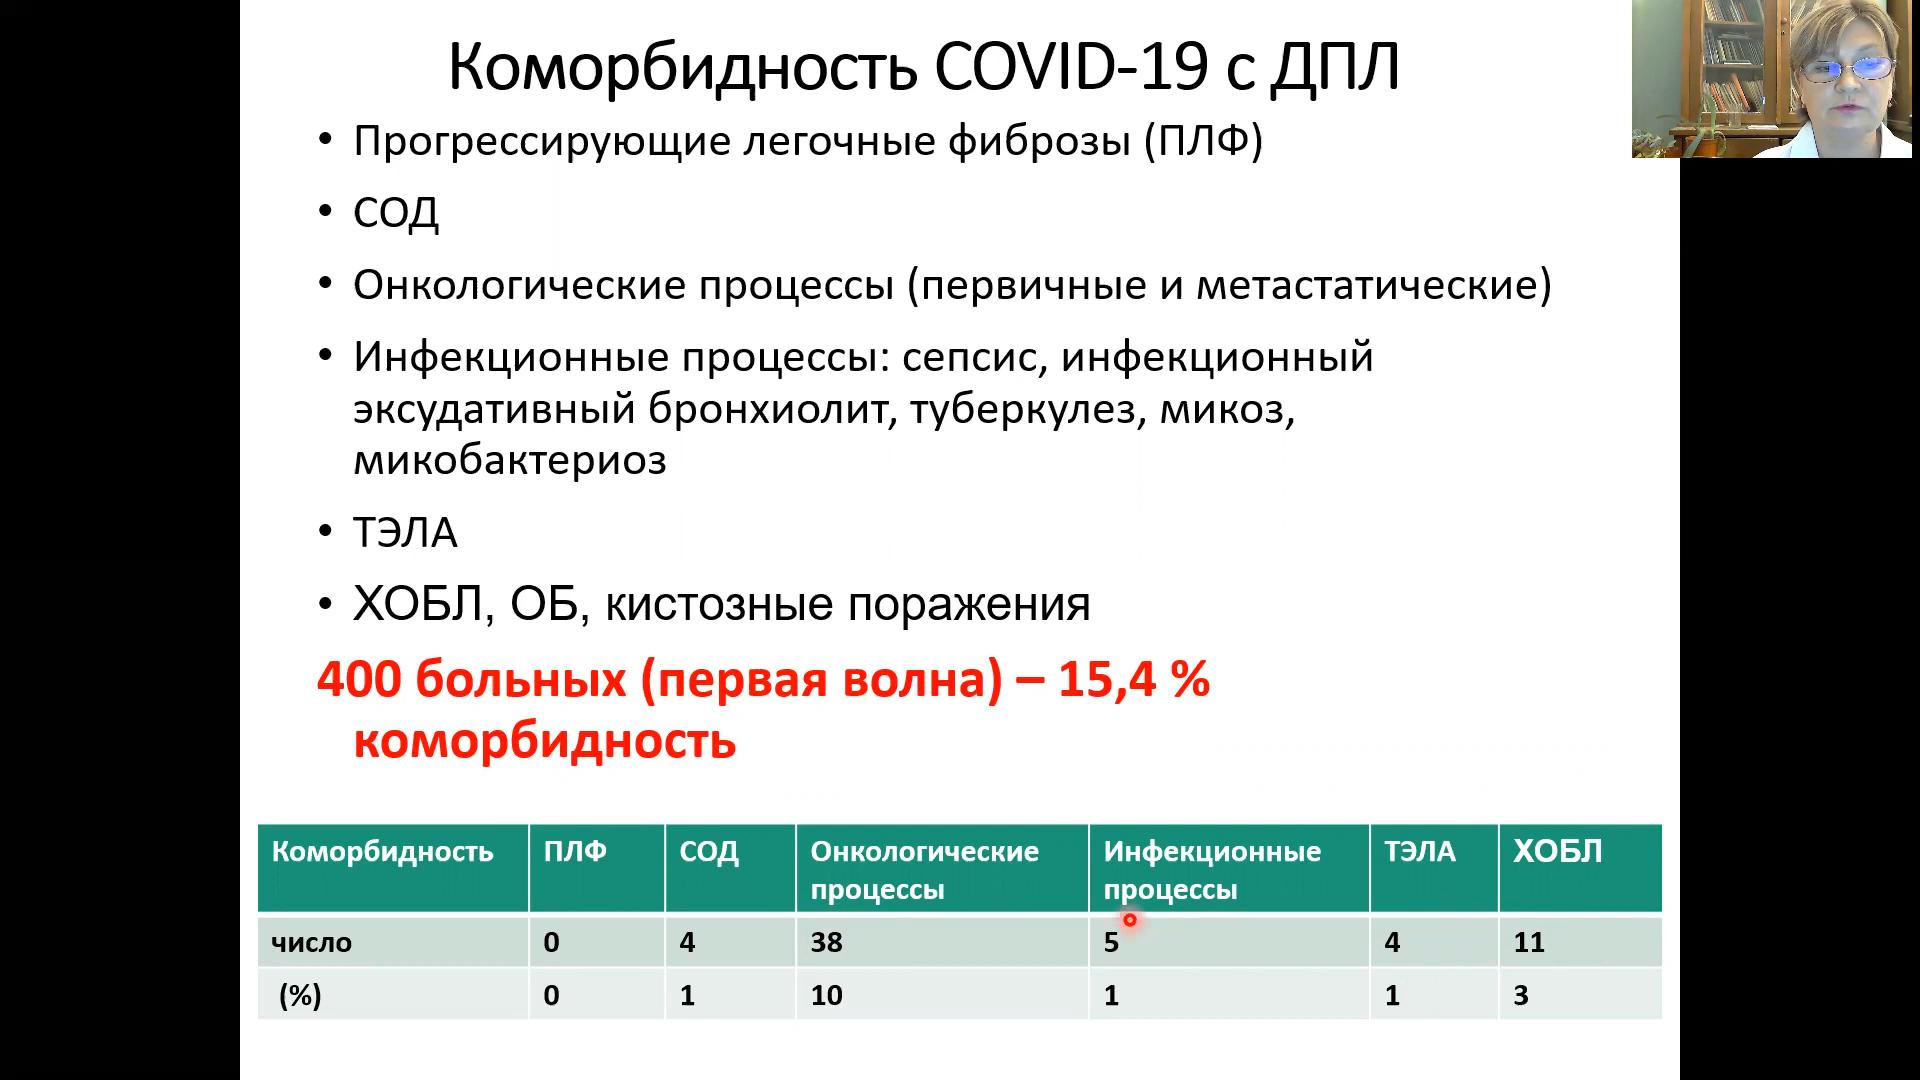 Коморбидность COVID-19 с ДПЛ
• Прогрессирующие легочные фиброзы (ПЛФ)
• СОД
• Онкологические процессы (первичные и метастатические)
• Инфекционные процессы: сепсис, инфекционный
эксудативный бронхиолит, туберкулез, микоз,
микобактериоз
• ТЭЛА
• ХОБЛ, ОБ, кистозные поражения
400 больных (первая волна) – 15,4 %
коморбидность
Коморбидность ПЛФ СОД Онкологические процессы Инфекционные процессы ТЭЛА ХОБЛ
число 0 4 38 5 4 11
(%) 0 1 10 1 1 3